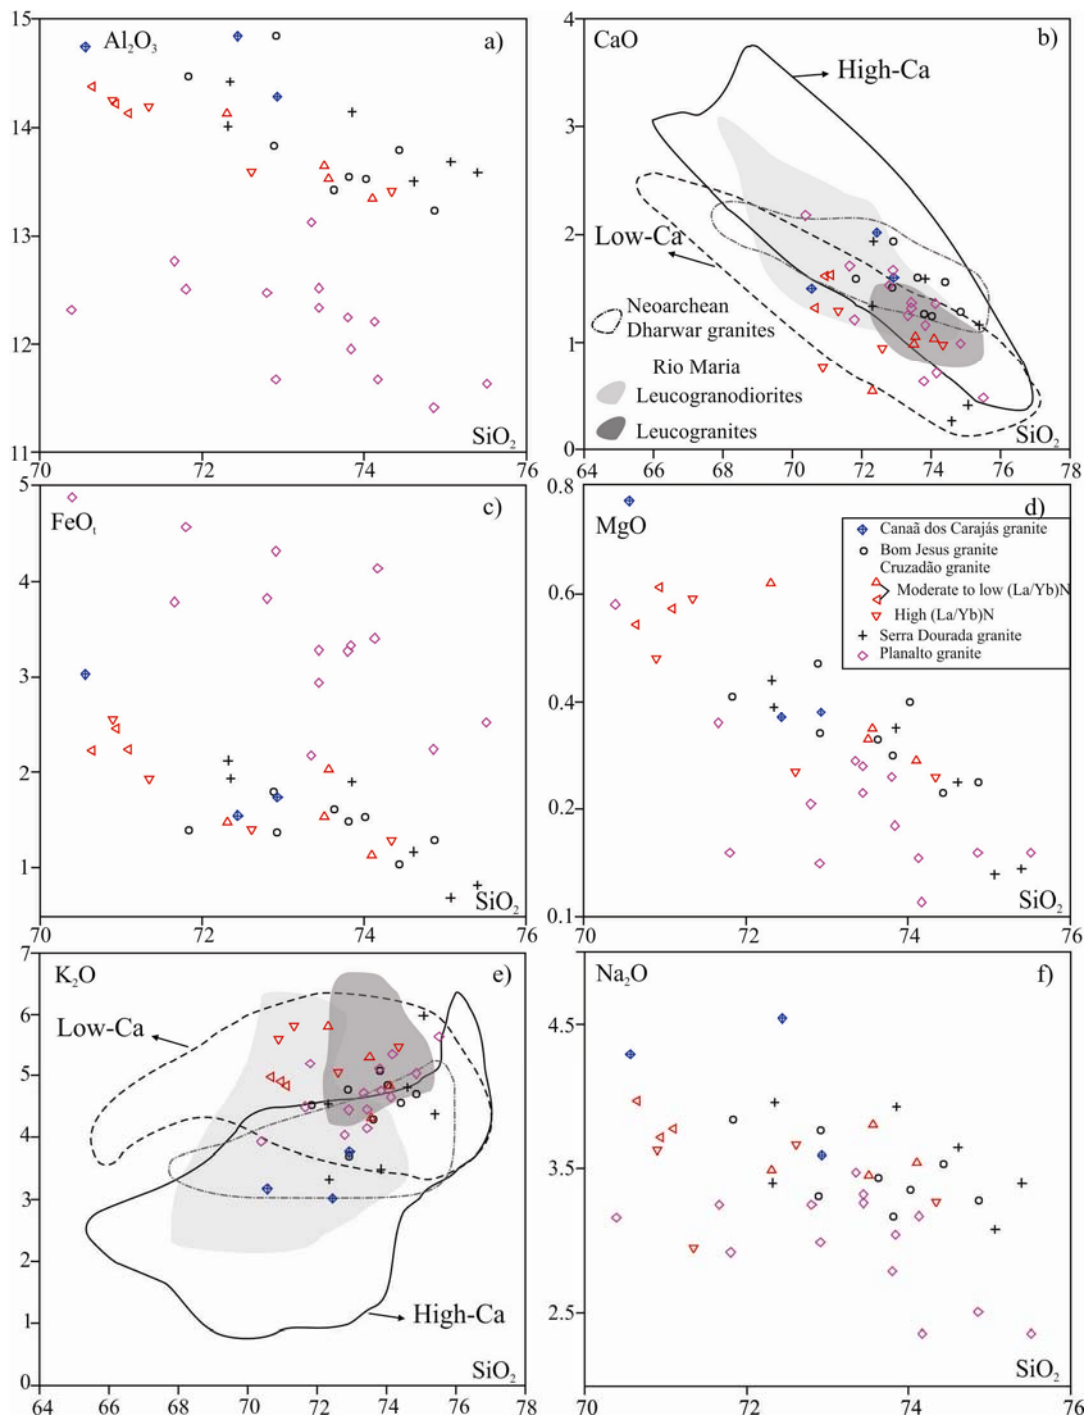 15
14
13
12
11
Al₂O₃
a)
SiO₂
70
72
74
76
4
3
2
1
0
CaO
b)
High-Ca
Low-Ca
Neoarchean
Dharwar granites
Rio Maria
Leucogranodiorites
Leucogranites
SiO₂
64
66
68
70
72
74
76
78
5
4
3
2
1
c)
FeOₜ
SiO₂
70
72
74
76
0.8
0.6
0.4
0.2
0.1
MgO
d)
Canaã dos Carajás granite
Bom Jesus granite
Cruzadão granite
Moderate to low (La/Yb)N
High (La/Yb)N
Serra Dourada granite
Planalto granite
SiO₂
72
74
76
7
6
5
4
3
2
1
0
K₂O
e)
Low-Ca
High-Ca
SiO₂
64
66
68
70
72
74
76
78
4.5
3.5
2.5
Na₂O
f)
SiO₂
70
72
74
76